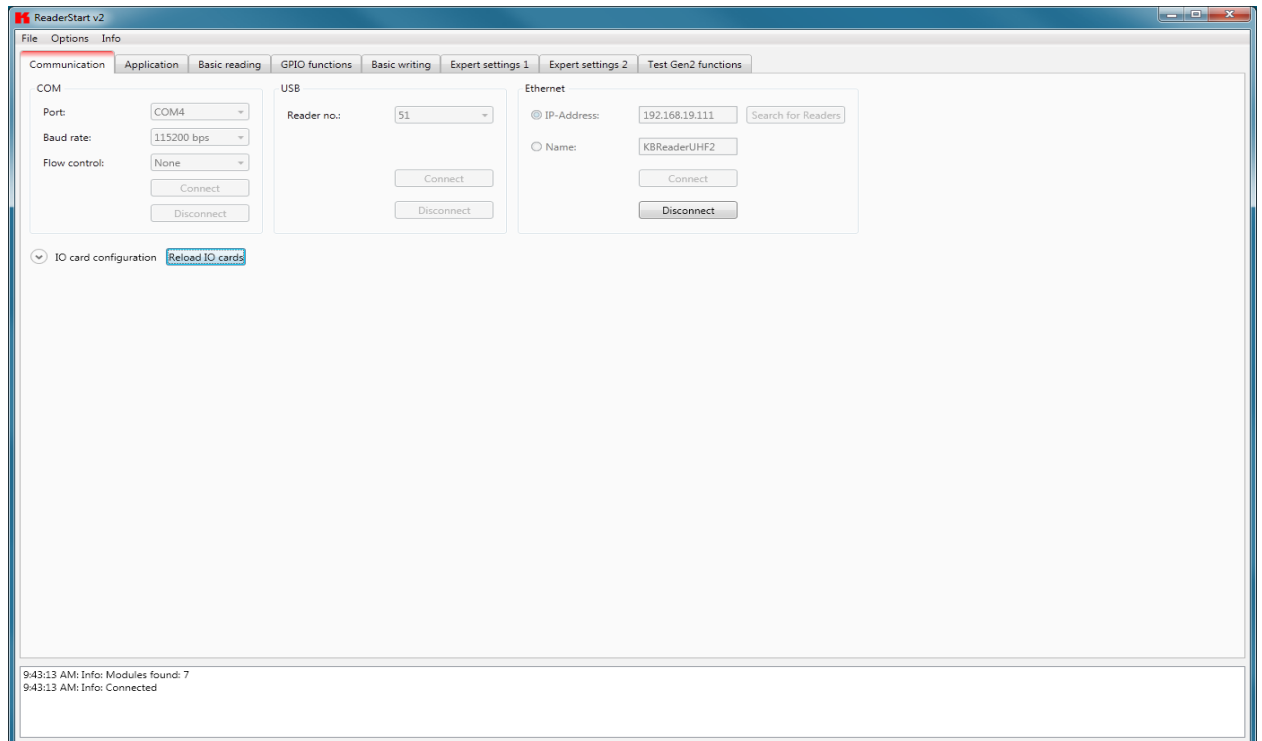 ReaderStart v2
File Options Info
Communication Application Basic reading GPIO functions Basic writing Expert settings 1 Expert settings 2 Test Gen2 functions
COM USB Ethernet
Port: COM4 Reader no.: 51 IP-Address: 192.168.19.111 Search for Readers
Baud rate: 115200 bps
Name: KBReaderUHF2
Flow control: None
Connect Connect Connect
Disconnect Disconnect Disconnect
IO card configuration Reload IO cards
9:43:13 AM: Info: Modules found: 7
9:43:13 AM: Info: Connected